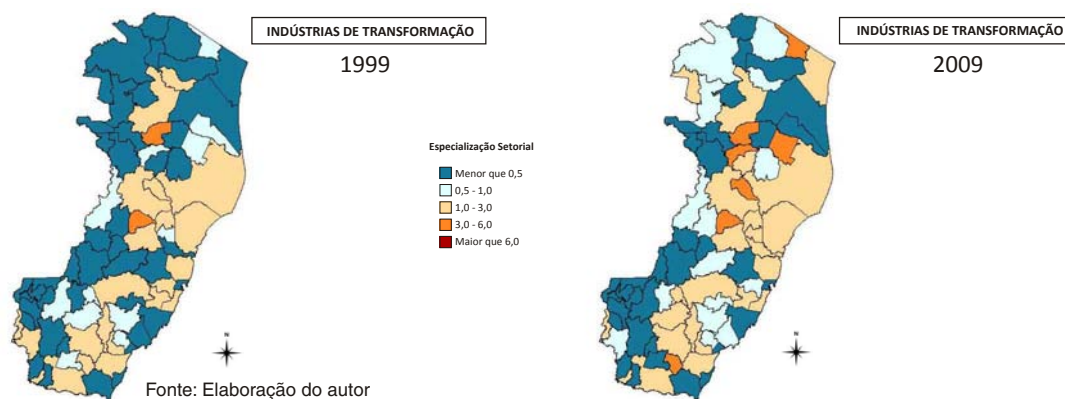 INDÚSTRIAS DE TRANSFORMAÇÃO
1999
INDÚSTRIAS DE TRANSFORMAÇÃO
2009
Especialização Setorial
Menor que 0,5
0,5 - 1,0
1,0 - 3,0
3,0 - 6,0
Maior que 6,0
N
N
Fonte: Elaboração do autor